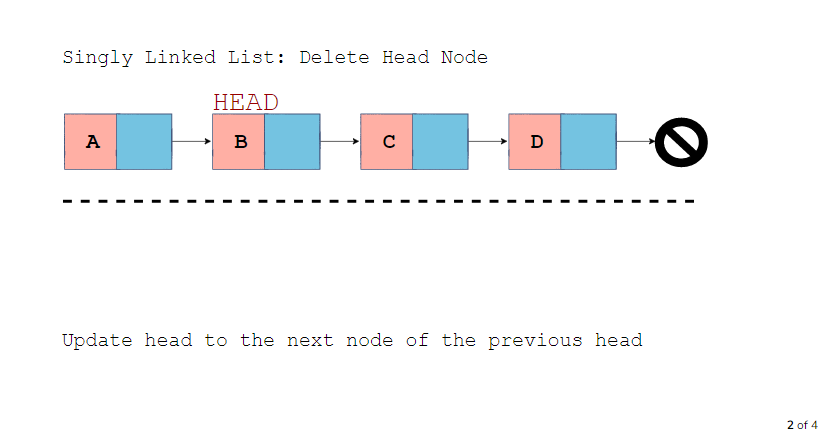 Singly Linked List: Delete Head Node
HEAD
A B C D
Update head to the next node of the previous head
2 of 4